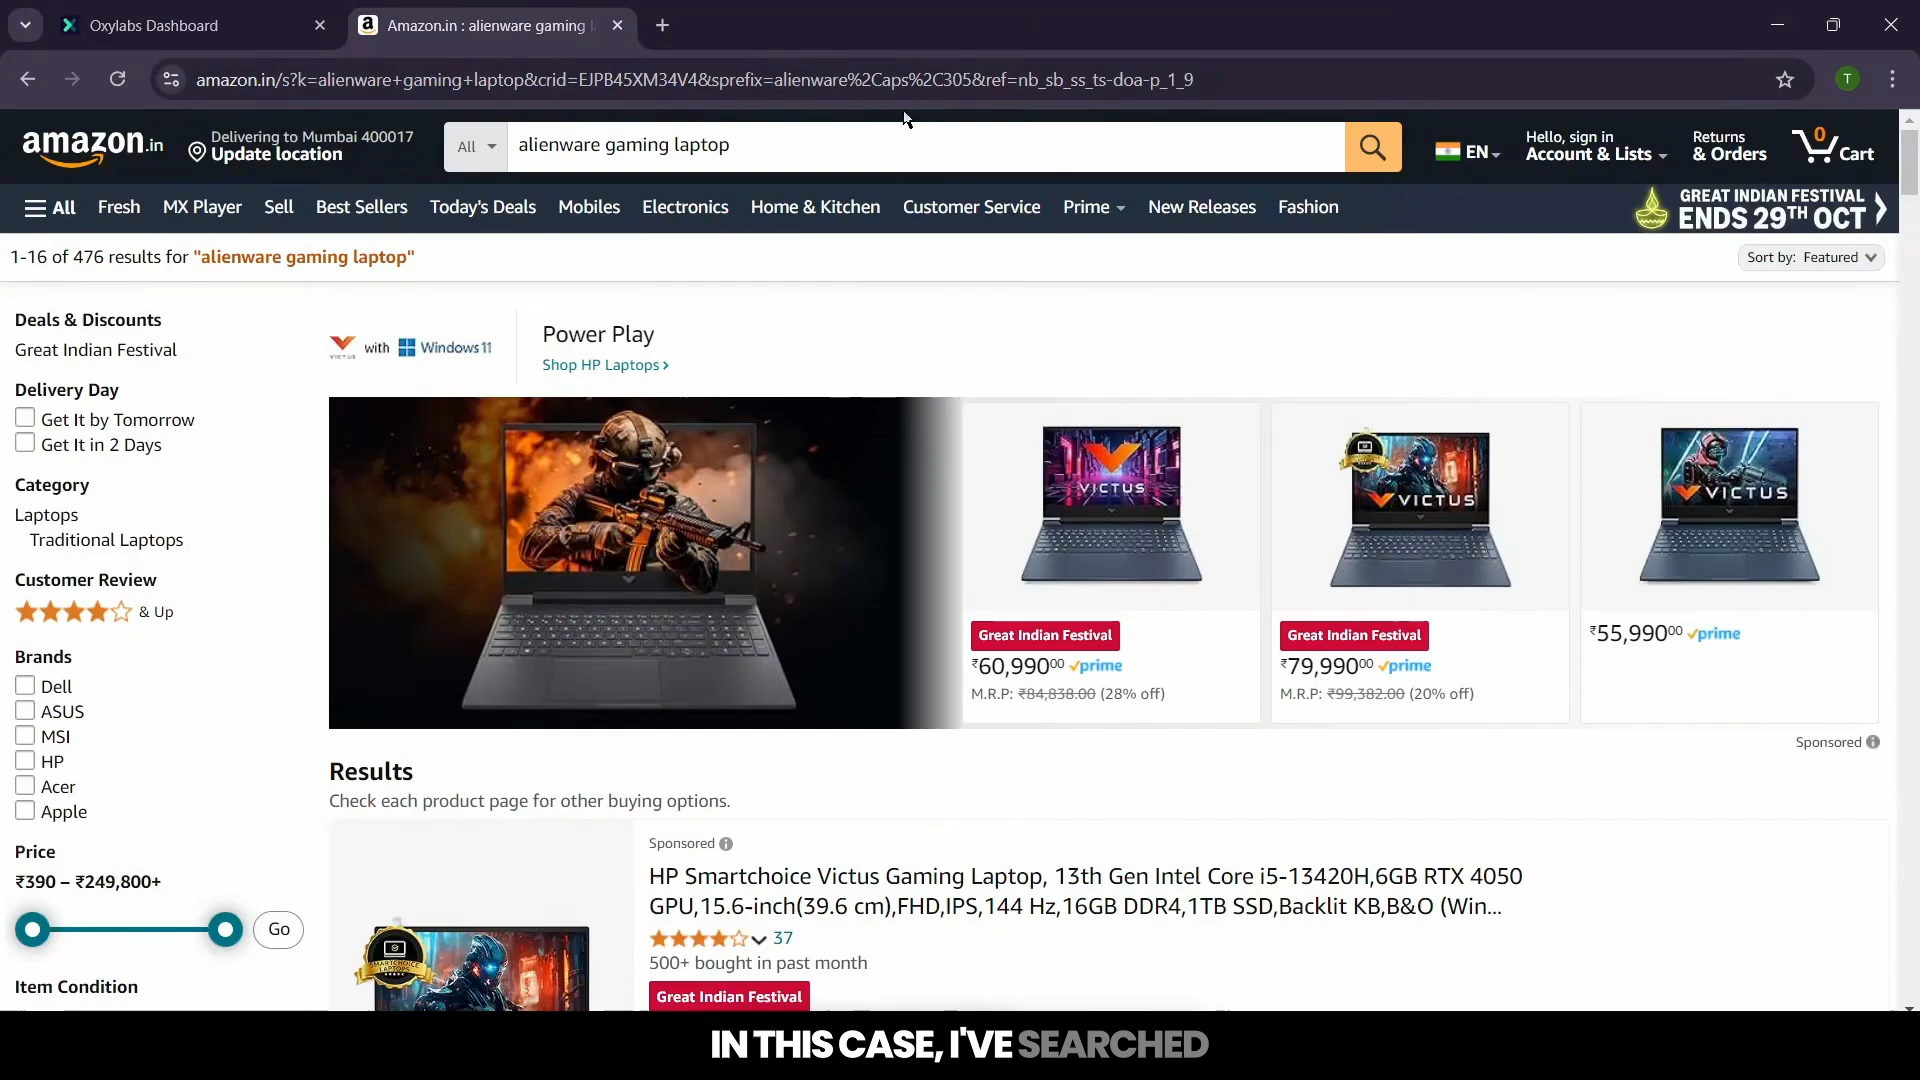 Oxylabs Dashboard
Amazon.in : alienware gaming l
amazon.in/s?k=alienware+gaming+laptop&crid=EJPB45XM34V4&sprefix=alienware%2Caps%2C305&ref=nb_sb_ss_ts-doa-p_1_9
T
amazon.in
Delivering to Mumbai 400017
Update location
All
alienware gaming laptop
EN
Hello, sign in
Account & Lists
Returns
& Orders
0
Cart
All Fresh MX Player Sell Best Sellers Today's Deals Mobiles Electronics Home & Kitchen Customer Service Prime New Releases Fashion
GREAT INDIAN FESTIVAL
ENDS 29TH OCT
1-16 of 476 results for "alienware gaming laptop"
Sort by: Featured
Deals & Discounts
Great Indian Festival
Delivery Day
Get It by Tomorrow
Get It in 2 Days
Category
Laptops
Traditional Laptops
Customer Review
& Up
Brands
Dell
ASUS
MSI
HP
Acer
Apple
Price
₹390 – ₹249,800+
Go
Item Condition
VICTUS with Windows 11
Power Play
Shop HP Laptops ›
VICTUS
VICTUS
VICTUS
Great Indian Festival
₹60,990⁰⁰ prime
M.R.P: ₹84,838.00 (28% off)
Great Indian Festival
₹79,990⁰⁰ prime
M.R.P: ₹99,382.00 (20% off)
₹55,990⁰⁰ prime
Sponsored
Results
Check each product page for other buying options.
SMARTCHOICE
LAPTOPS
Sponsored
HP Smartchoice Victus Gaming Laptop, 13th Gen Intel Core i5-13420H,6GB RTX 4050
GPU,15.6-inch(39.6 cm),FHD,IPS,144 Hz,16GB DDR4,1TB SSD,Backlit KB,B&O (Win...
37
500+ bought in past month
Great Indian Festival
IN THIS CASE, I'VE SEARCHED